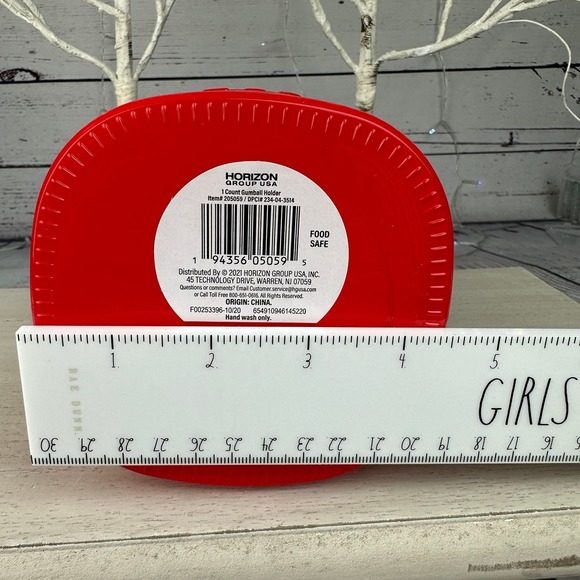 HORIZON
GROUP USA
1 Count Gumball Holder
Item# 205059 / DPCI# 234-04-3514
FOOD
SAFE
1 94356 05059 5
Distributed By © 2021 HORIZON GROUP USA, INC.
45 TECHNOLOGY DRIVE, WARREN, NJ 07059
Questions or comments? Email Customer.service@hgusa.com
or Call Toll Free 800-651-0616. All Rights Reserved.
ORIGIN: CHINA.
F00253396-10/20 654910946145220
Hand wash only.
1 2 3 4 5
RAE DUNN
GIRLS
30 29 28 27 26 25 24 23 22 21 20 19 18 17 16